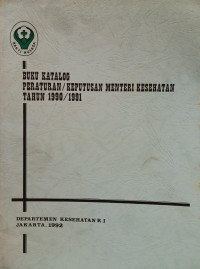 BUKU KATALOG
PERATURAN/KEPUTUSAN MENTERI KESEHATAN
TAHUN 1990/1991
DEPARTEMEN KESEHATAN R.I
JAKARTA.1992